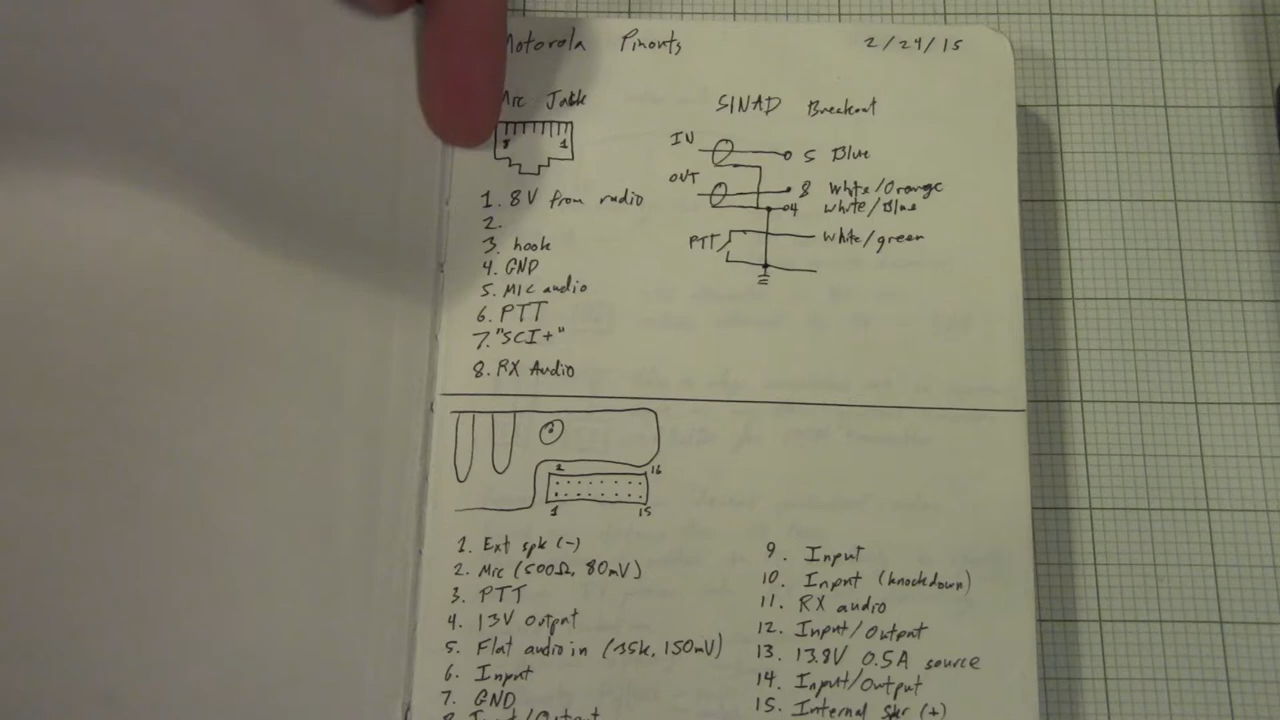 Motorola Pinouts 2/24/15
Mic Jack
8 1
1. 8V from radio
2.
3. hook
4. GND
5. MIC audio
6. PTT
7. "SCI+"
8. RX Audio
SINAD Breakout
IN 5 Blue
OUT 8 White/Orange
4 White/Blue
PTT White/green
2 16
1 15
1. Ext spk (-)
2. Mic (500Ω, 80mV)
3. PTT
4. 13V Output
5. Flat audio in (35k, 150mV)
6. Input
7. GND
8. Input/Output
9. Input
10. Input (knockdown)
11. RX audio
12. Input/Output
13. 13.8V 0.5A source
14. Input/Output
15. Internal Spkr (+)